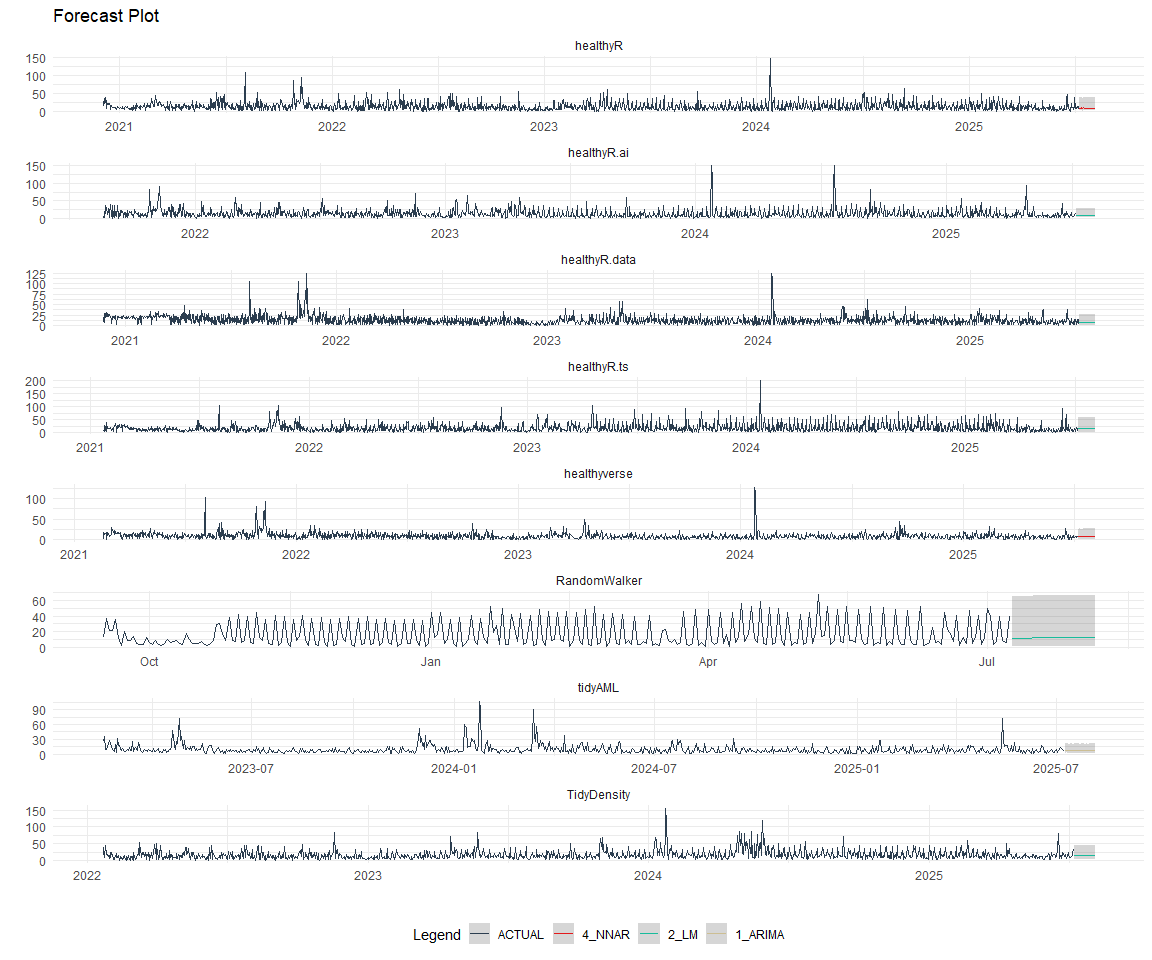 Forecast Plot
healthyR
150
100
50
0
2021 2022 2023 2024 2025
healthyR.ai
150
100
50
0
2022 2023 2024 2025
healthyR.data
125
100
75
50
25
0
2021 2022 2023 2024 2025
healthyR.ts
200
150
100
50
0
2021 2022 2023 2024 2025
healthyverse
100
50
0
2021 2022 2023 2024 2025
RandomWalker
60
40
20
0
Oct Jan Apr Jul
tidyAML
90
60
30
0
2023-07 2024-01 2024-07 2025-01 2025-07
TidyDensity
150
100
50
0
2022 2023 2024 2025
Legend ACTUAL 4_NNAR 2_LM 1_ARIMA